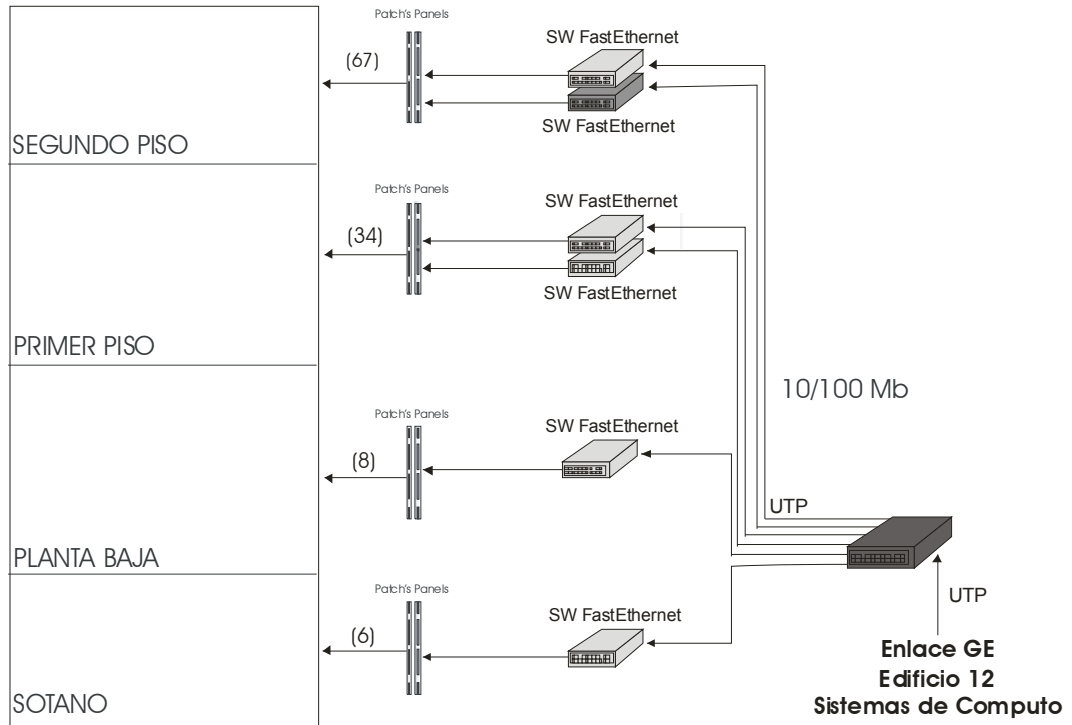 Patch's Panels
SW FastEthernet
(67)
SW FastEthernet
SEGUNDO PISO
Patch's Panels
SW FastEthernet
(34)
SW FastEthernet
PRIMER PISO
10/100 Mb
Patch's Panels
SW FastEthernet
(8)
UTP
PLANTA BAJA
Patch's Panels
UTP
SW FastEthernet
(6)
Enlace GE
Edificio 12
Sistemas de Computo
SOTANO